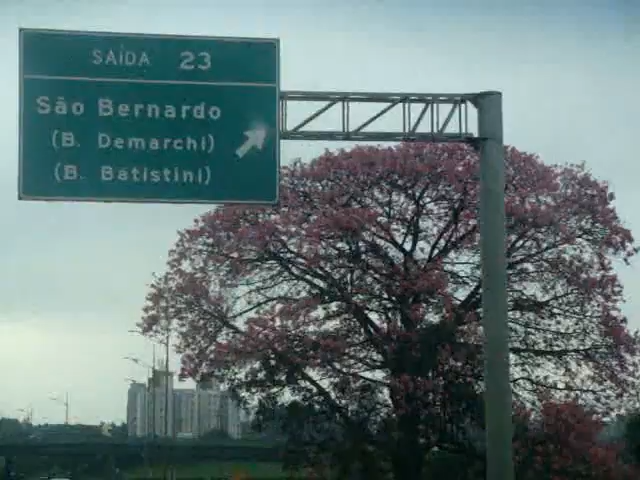 SAÍDA 23
São Bernardo
(B. Demarchi)
(B. Batistini)